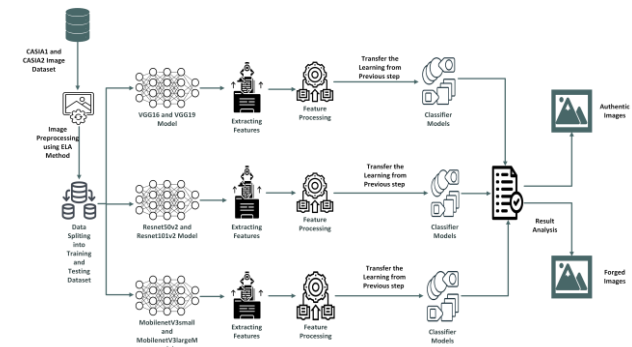 CASIA1 and
CASIA2 Image
Dataset
Image
Preprocessing
using ELA
Method
Data
Spliting
into
Training
and
Testing
Dataset
VGG16 and VGG19
Model
Extracting
Features
Feature
Processing
Transfer the
Learning from
Previous step
Classifier
Models
Resnet50v2 and
Resnet101v2 Model
Extracting
Features
Feature
Processing
Transfer the
Learning from
Previous step
Classifier
Models
MobilenetV3small
and
MobilenetV3largeM
Extracting
Features
Feature
Processing
Transfer the
Learning from
Previous step
Classifier
Models
Result
Analysis
Authentic
Images
Forged
Images